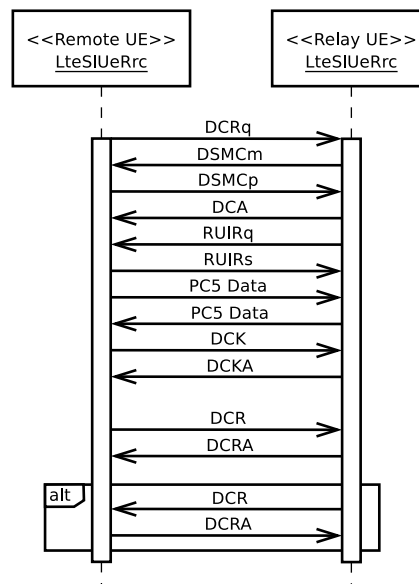 <<Remote UE>>
LteSlUeRrc
<<Relay UE>>
LteSlUeRrc
DCRq
DSMCm
DSMCp
DCA
RUIRq
RUIRs
PC5 Data
PC5 Data
DCK
DCKA
DCR
DCRA
alt
DCR
DCRA